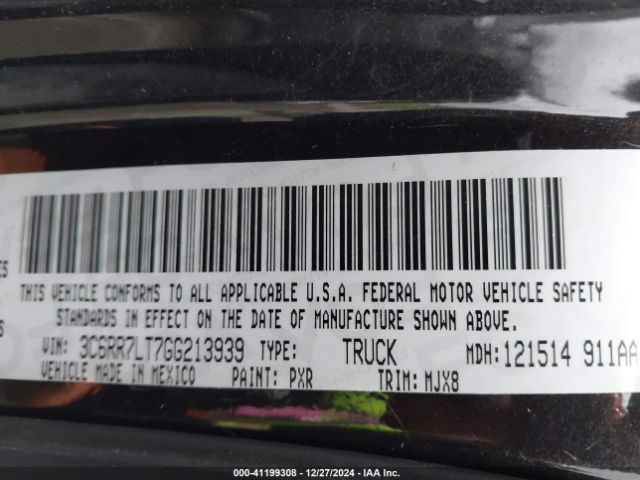 ES
THIS VEHICLE CONFORMS TO ALL APPLICABLE U.S.A. FEDERAL MOTOR VEHICLE SAFETY
S
STANDARDS IN EFFECT ON THE DATE OF MANUFACTURE SHOWN ABOVE.
VIN: 3C6RR7LT7GG213939 TYPE: TRUCK MDH: 121514 911AA
VEHICLE MADE IN MEXICO PAINT: PXR TRIM: MJX8
000-41199308 - 12/27/2024 - IAA Inc.